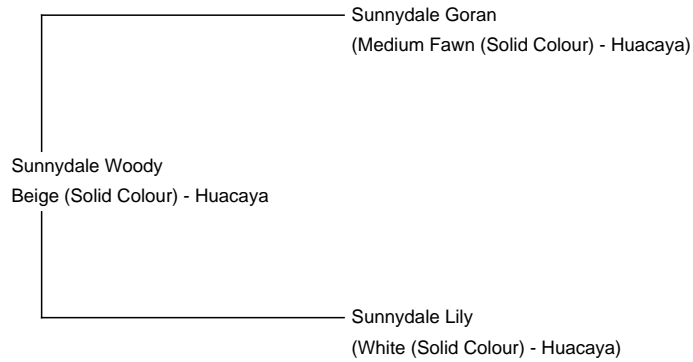 Sunnydale Goran
(Medium Fawn (Solid Colour) - Huacaya)
Sunnydale Woody
Beige (Solid Colour) - Huacaya
Sunnydale Lily
(White (Solid Colour) - Huacaya)